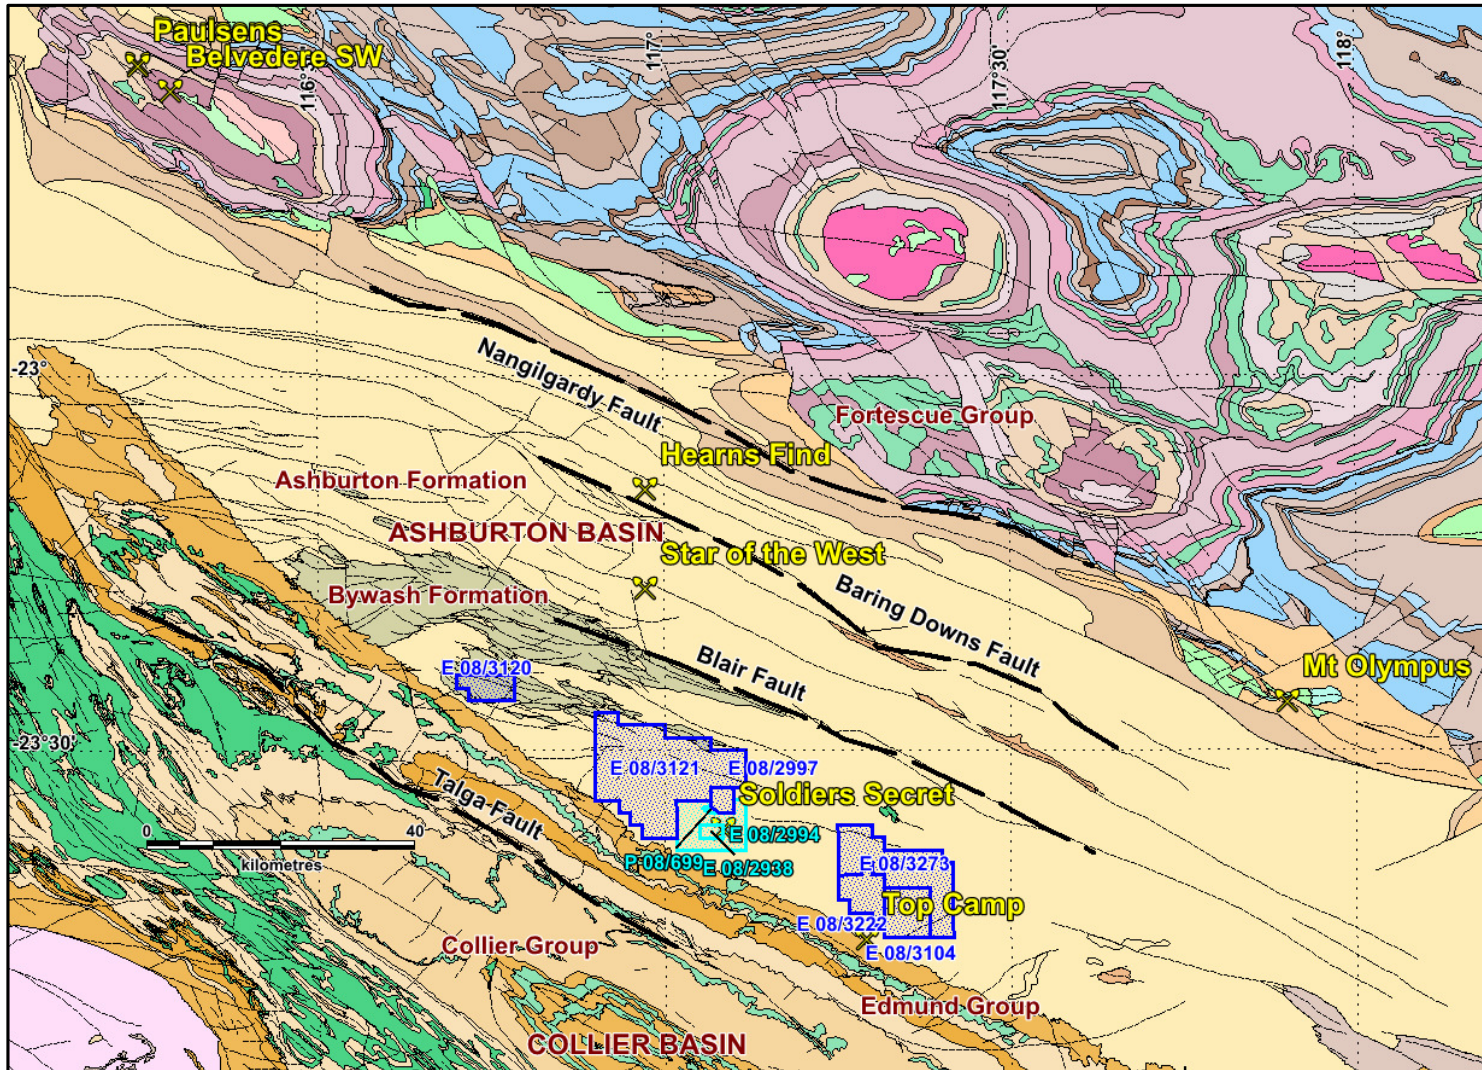 Paulsens
Belvedere SW
116°
117°
117°30'
118°
-23°
Nangilgardy Fault
Fortescue Group
Hearns Find
Ashburton Formation
ASHBURTON BASIN
Star of the West
Bywash Formation
Baring Downs Fault
Blair Fault
Mt Olympus
E 08/3120
-23°30'
E 08/3121
E 08/2997
Soldiers Secret
Talga Fault
0
40
kilometres
E 08/2994
P 08/699
E 08/2938
E 08/3273
Top Camp
E 08/3222
E 08/3104
Collier Group
Edmund Group
COLLIER BASIN